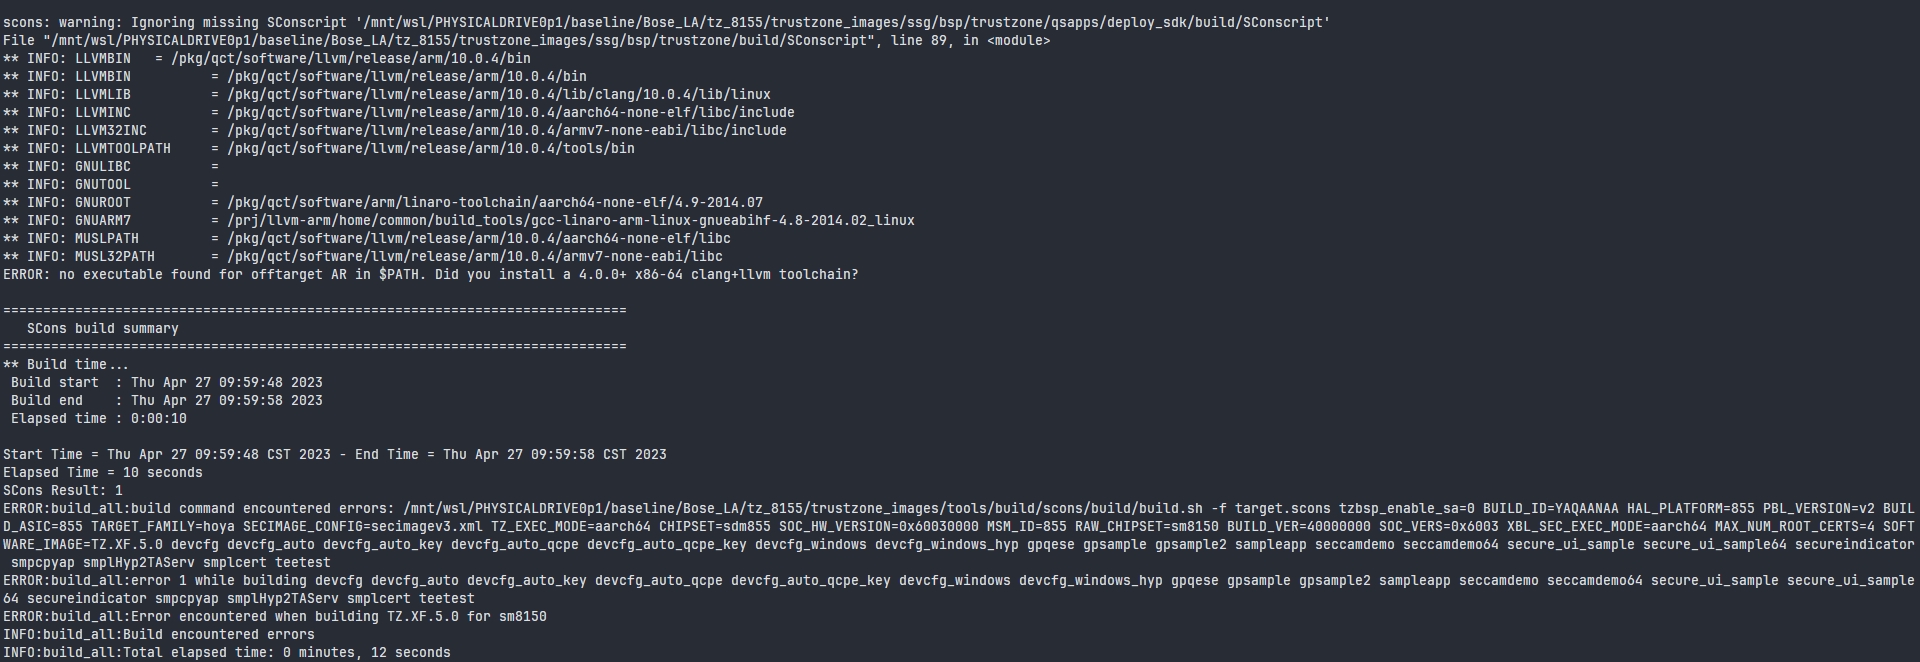 scons: warning: Ignoring missing SConscript '/mnt/wsl/PHYSICALDRIVE0p1/baseline/Bose_LA/tz_8155/trustzone_images/ssg/bsp/trustzone/qsapps/deploy_sdk/build/SConscript'
File "/mnt/wsl/PHYSICALDRIVE0p1/baseline/Bose_LA/tz_8155/trustzone_images/ssg/bsp/trustzone/build/SConscript", line 89, in <module>
** INFO: LLVMBIN   = /pkg/qct/software/llvm/release/arm/10.0.4/bin
** INFO: LLVMBIN          = /pkg/qct/software/llvm/release/arm/10.0.4/bin
** INFO: LLVMLIB          = /pkg/qct/software/llvm/release/arm/10.0.4/lib/clang/10.0.4/lib/linux
** INFO: LLVMINC          = /pkg/qct/software/llvm/release/arm/10.0.4/aarch64-none-elf/libc/include
** INFO: LLVM32INC        = /pkg/qct/software/llvm/release/arm/10.0.4/armv7-none-eabi/libc/include
** INFO: LLVMTOOLPATH     = /pkg/qct/software/llvm/release/arm/10.0.4/tools/bin
** INFO: GNULIBC          =
** INFO: GNUTOOL          =
** INFO: GNUROOT          = /pkg/qct/software/arm/linaro-toolchain/aarch64-none-elf/4.9-2014.07
** INFO: GNUARM7          = /prj/llvm-arm/home/common/build_tools/gcc-linaro-arm-linux-gnueabihf-4.8-2014.02_linux
** INFO: MUSLPATH         = /pkg/qct/software/llvm/release/arm/10.0.4/aarch64-none-elf/libc
** INFO: MUSL32PATH       = /pkg/qct/software/llvm/release/arm/10.0.4/armv7-none-eabi/libc
ERROR: no executable found for offtarget AR in $PATH. Did you install a 4.0.0+ x86-64 clang+llvm toolchain?
==============================================================================
   SCons build summary
==============================================================================
** Build time...
 Build start  : Thu Apr 27 09:59:48 2023
 Build end    : Thu Apr 27 09:59:58 2023
 Elapsed time : 0:00:10
Start Time = Thu Apr 27 09:59:48 CST 2023 - End Time = Thu Apr 27 09:59:58 CST 2023
Elapsed Time = 10 seconds
SCons Result: 1
ERROR:build_all:build command encountered errors: /mnt/wsl/PHYSICALDRIVE0p1/baseline/Bose_LA/tz_8155/trustzone_images/tools/build/scons/build/build.sh -f target.scons tzbsp_enable_sa=0 BUILD_ID=YAQAANAA HAL_PLATFORM=855 PBL_VERSION=v2 BUIL
D_ASIC=855 TARGET_FAMILY=hoya SECIMAGE_CONFIG=secimagev3.xml TZ_EXEC_MODE=aarch64 CHIPSET=sdm855 SOC_HW_VERSION=0x60030000 MSM_ID=855 RAW_CHIPSET=sm8150 BUILD_VER=40000000 SOC_VERS=0x6003 XBL_SEC_EXEC_MODE=aarch64 MAX_NUM_ROOT_CERTS=4 SOFT
WARE_IMAGE=TZ.XF.5.0 devcfg devcfg_auto devcfg_auto_key devcfg_auto_qcpe devcfg_auto_qcpe_key devcfg_windows devcfg_windows_hyp gpqese gpsample gpsample2 sampleapp seccamdemo seccamdemo64 secure_ui_sample secure_ui_sample64 secureindicator
 smpcpyap smplHyp2TAServ smplcert teetest
ERROR:build_all:error 1 while building devcfg devcfg_auto devcfg_auto_key devcfg_auto_qcpe devcfg_auto_qcpe_key devcfg_windows devcfg_windows_hyp gpqese gpsample gpsample2 sampleapp seccamdemo seccamdemo64 secure_ui_sample secure_ui_sample
64 secureindicator smpcpyap smplHyp2TAServ smplcert teetest
ERROR:build_all:Error encountered when building TZ.XF.5.0 for sm8150
INFO:build_all:Build encountered errors
INFO:build_all:Total elapsed time: 0 minutes, 12 seconds